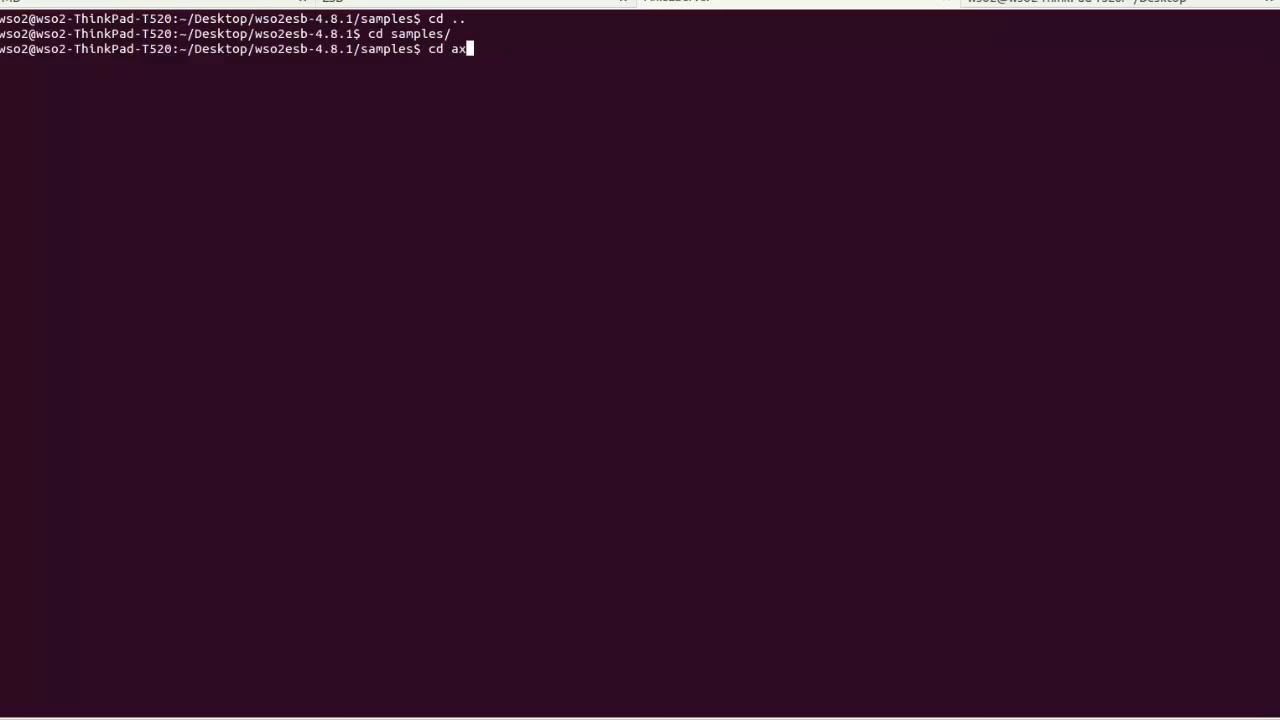 wso2@wso2-ThinkPad-T520:~/Desktop/wso2esb-4.8.1/samples$ cd ..
wso2@wso2-ThinkPad-T520:~/Desktop/wso2esb-4.8.1$ cd samples/
wso2@wso2-ThinkPad-T520:~/Desktop/wso2esb-4.8.1/samples$ cd ax